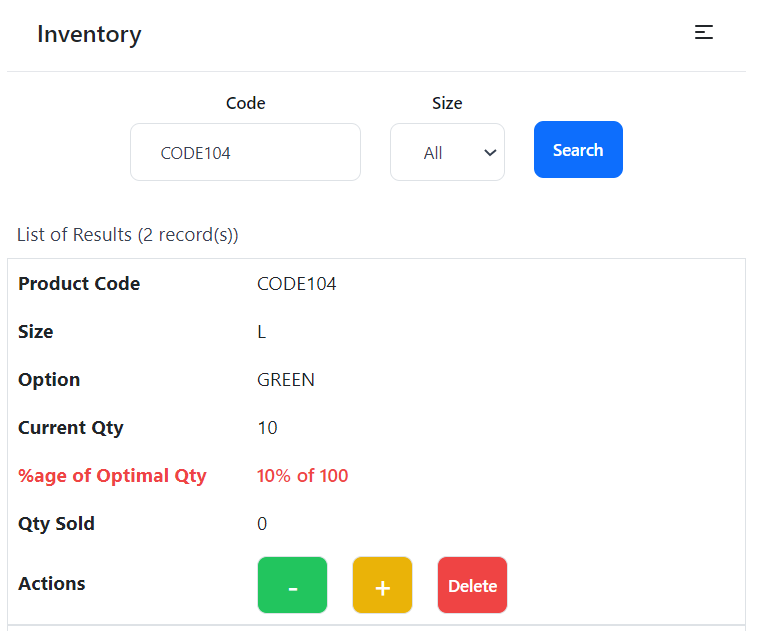 Inventory
Code Size
CODE104 All Search
List of Results (2 record(s))
Product Code CODE104
Size L
Option GREEN
Current Qty 10
%age of Optimal Qty 10% of 100
Qty Sold 0
Actions - + Delete